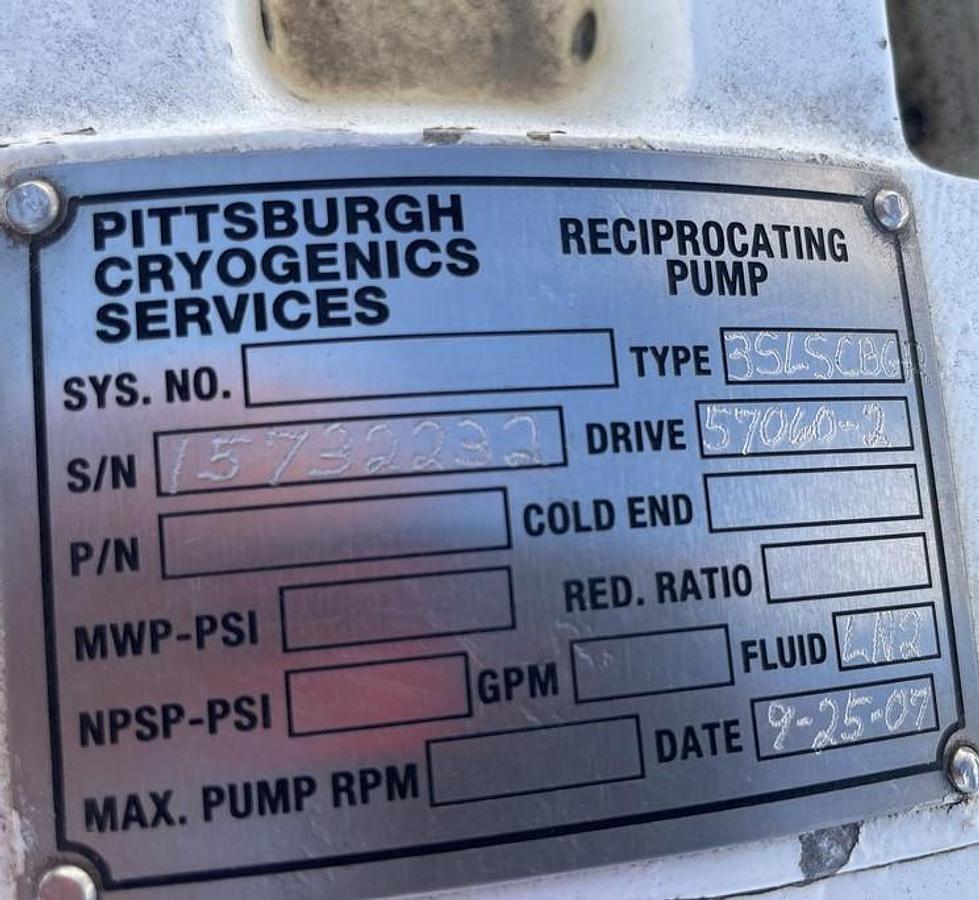 PITTSBURGH
CRYOGENICS
SERVICES
RECIPROCATING
PUMP
SYS. NO.
TYPE
S/N 15732232
DRIVE 57060-2
P/N
COLD END
MWP-PSI
RED. RATIO
NPSP-PSI
GPM
FLUID LN2
MAX. PUMP RPM
DATE 9-25-07